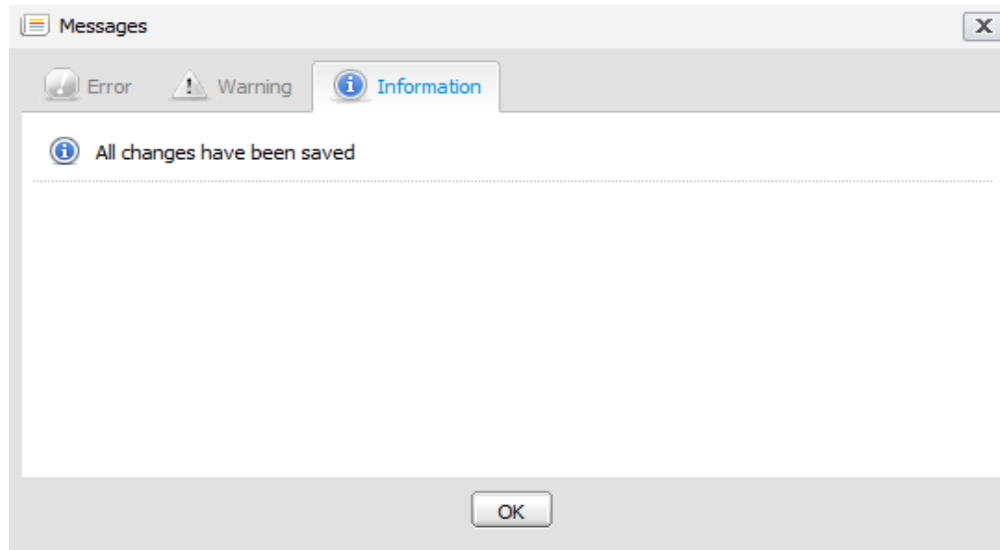 Messages
Error Warning Information
All changes have been saved
OK